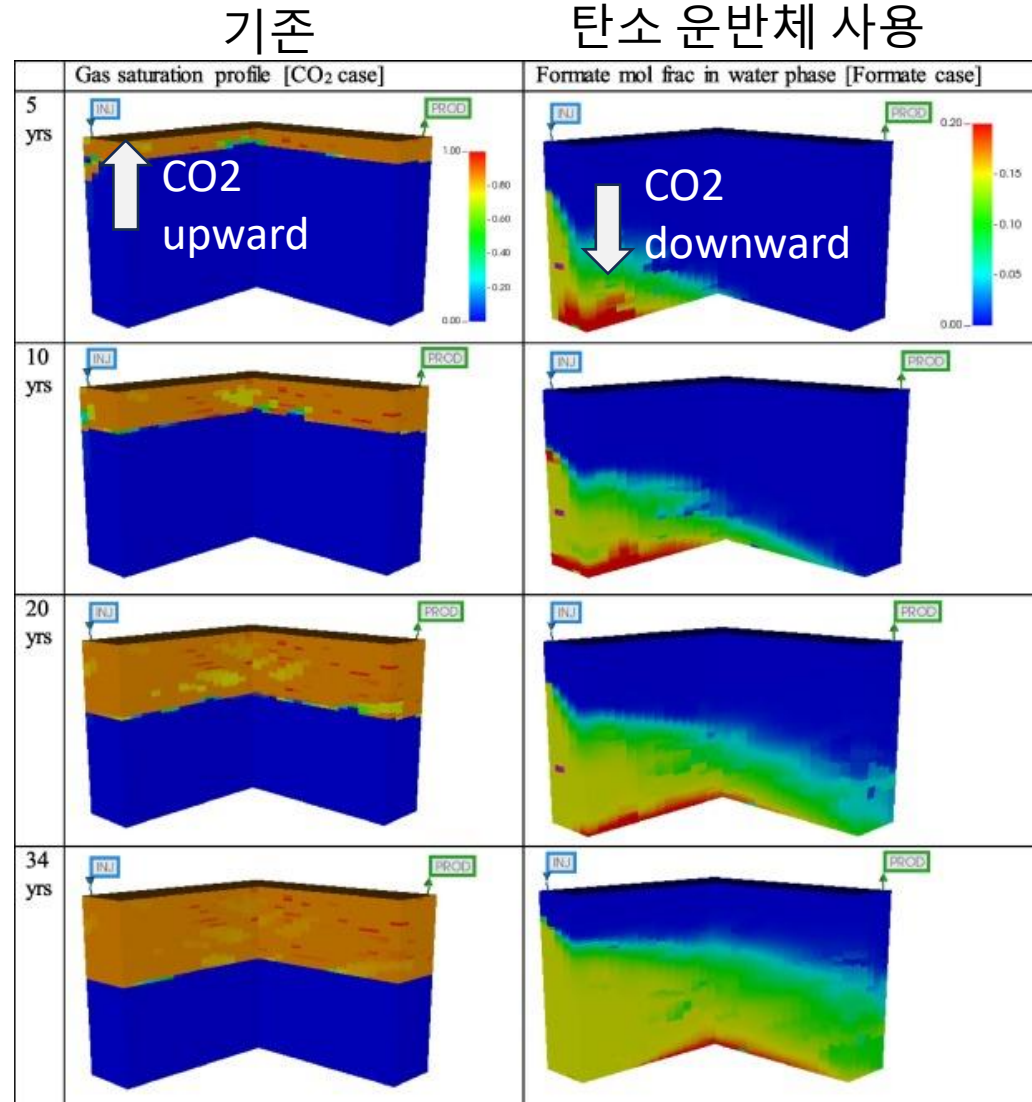 기존
탄소 운반체 사용
Gas saturation profile [CO₂ case]
Formate mol frac in water phase [Formate case]
5
yrs
INJ
PROD
CO2
upward
1.00
0.80
0.60
0.40
0.20
0.00
INJ
PROD
CO2
downward
0.20
0.15
0.10
0.05
0.00
10
yrs
INJ
PROD
INJ
PROD
20
yrs
INJ
PROD
INJ
PROD
34
yrs
INJ
PROD
INJ
PROD